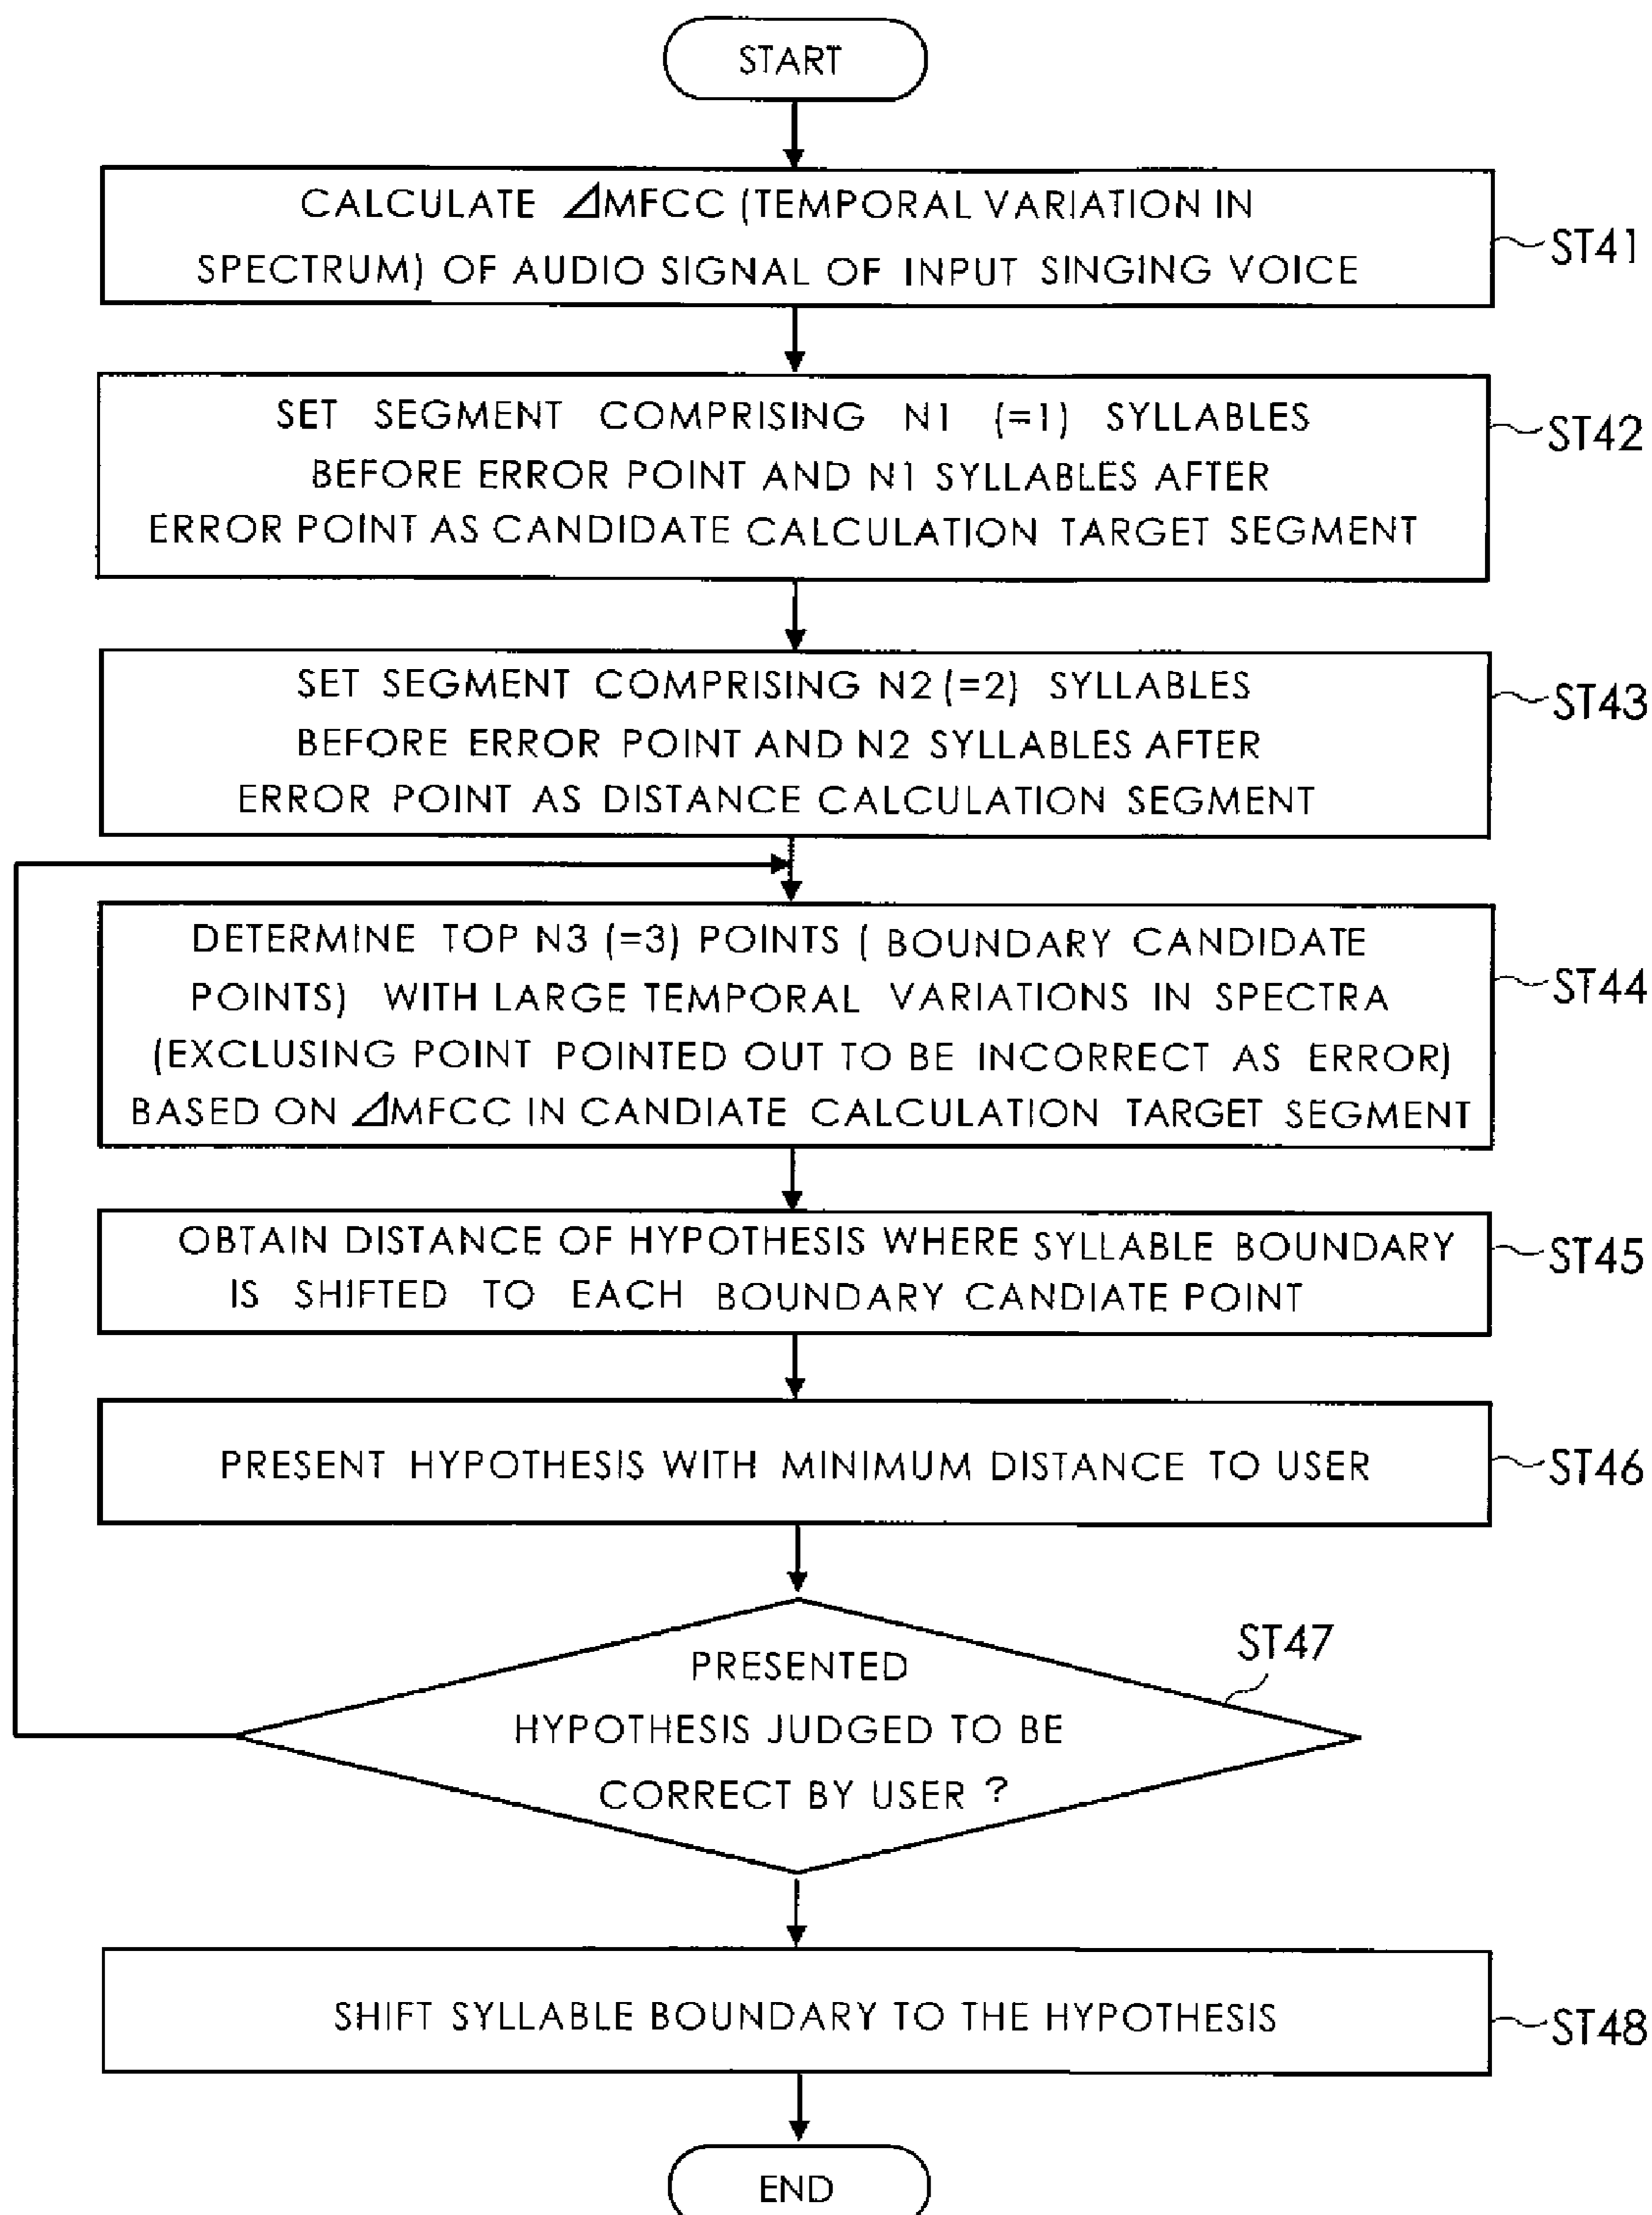 START
CALCULATE ⊿MFCC (TEMPORAL VARIATION IN
SPECTRUM) OF AUDIO SIGNAL OF INPUT SINGING VOICE
ST41
SET SEGMENT COMPRISING N1 (=1) SYLLABLES
BEFORE ERROR POINT AND N1 SYLLABLES AFTER
ERROR POINT AS CANDIDATE CALCULATION TARGET SEGMENT
ST42
SET SEGMENT COMPRISING N2 (=2) SYLLABLES
BEFORE ERROR POINT AND N2 SYLLABLES AFTER
ERROR POINT AS DISTANCE CALCULATION SEGMENT
ST43
DETERMINE TOP N3 (=3) POINTS ( BOUNDARY CANDIDATE
POINTS) WITH LARGE TEMPORAL VARIATIONS IN SPECTRA
(EXCLUSING POINT POINTED OUT TO BE INCORRECT AS ERROR)
BASED ON ⊿MFCC IN CANDIATE CALCULATION TARGET SEGMENT
ST44
OBTAIN DISTANCE OF HYPOTHESIS WHERE SYLLABLE BOUNDARY
IS SHIFTED TO EACH BOUNDARY CANDIATE POINT
ST45
PRESENT HYPOTHESIS WITH MINIMUM DISTANCE TO USER
ST46
PRESENTED
HYPOTHESIS JUDGED TO BE
CORRECT BY USER ?
ST47
SHIFT SYLLABLE BOUNDARY TO THE HYPOTHESIS
ST48
END